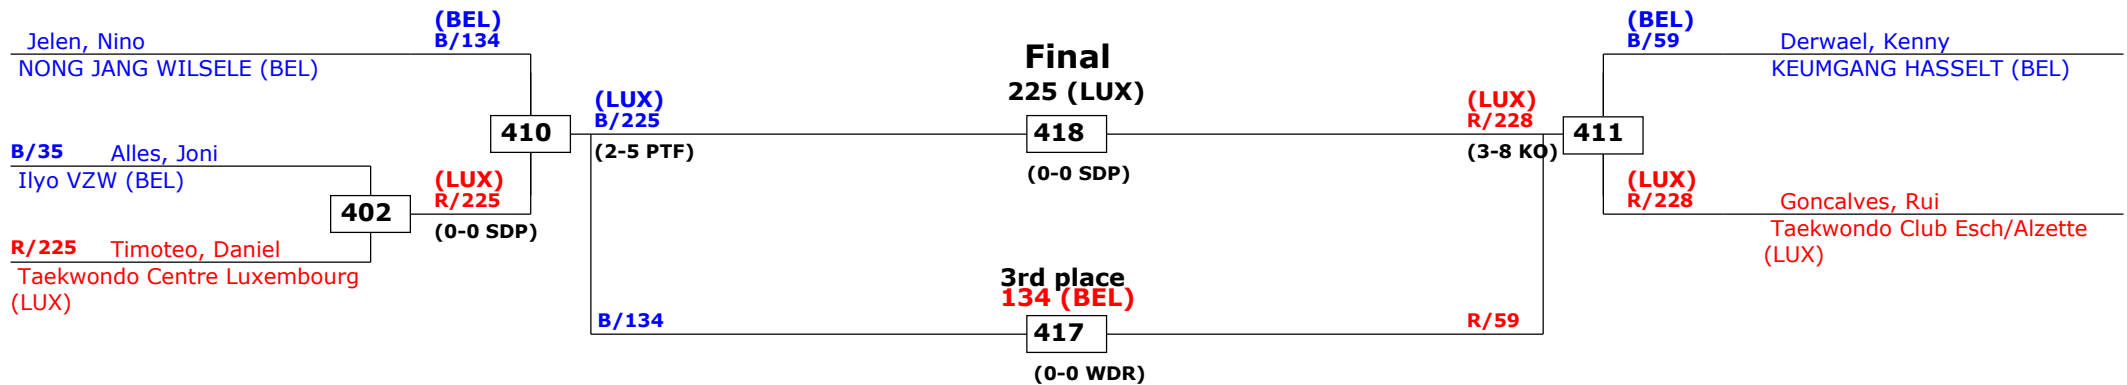 (BEL)
B/134
Jelen, Nino
NONG JANG WILSELE (BEL)
B/35 Alles, Joni
Ilyo VZW (BEL)
R/225 Timoteo, Daniel
Taekwondo Centre Luxembourg
(LUX)
402
(LUX)
R/225
(0-0 SDP)
410
(LUX)
B/225
(2-5 PTF)
B/134
Final
225 (LUX)
418
(0-0 SDP)
3rd place
134 (BEL)
417
(0-0 WDR)
(LUX)
R/228
(3-8 KO)
R/59
411
(BEL)
B/59
Derwael, Kenny
KEUMGANG HASSELT (BEL)
(LUX)
R/228
Goncalves, Rui
Taekwondo Club Esch/Alzette
(LUX)